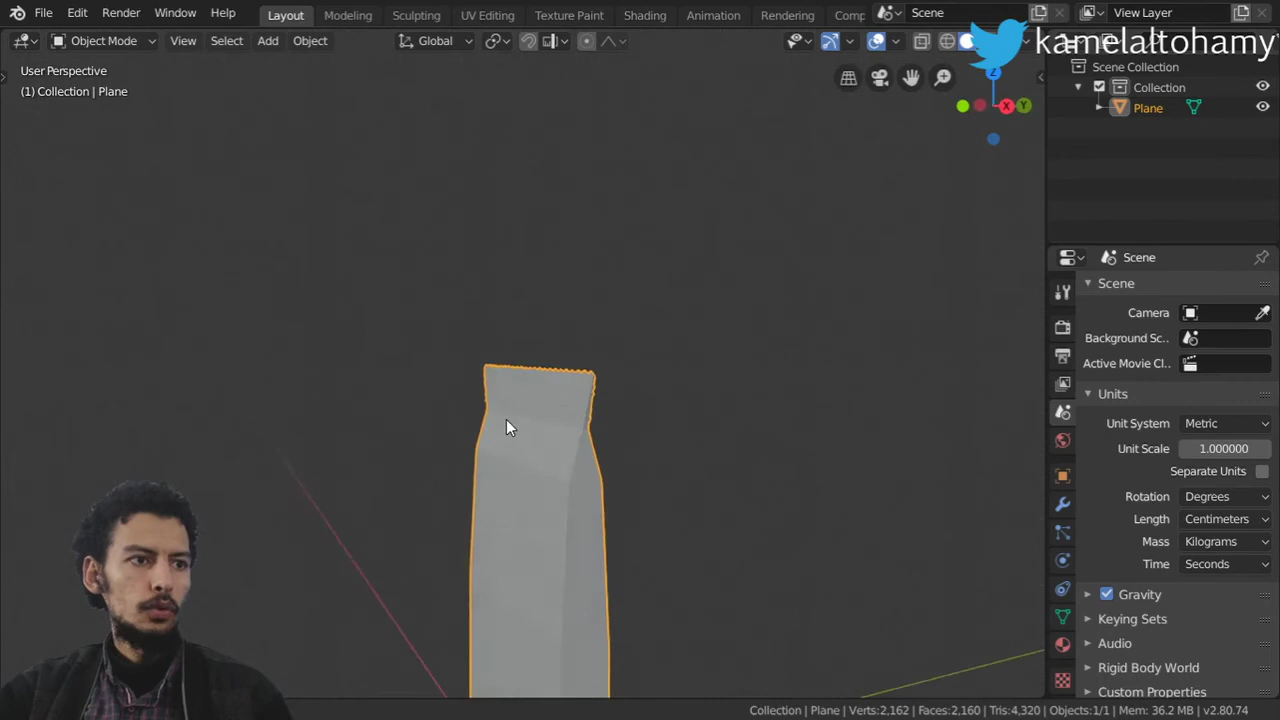 File Edit Render Window Help Layout Modeling Sculpting UV Editing Texture Paint Shading Animation Rendering Comp Scene View Layer
Object Mode View Select Add Object Global
kamelaltohamy
User Perspective
(1) Collection | Plane
Z
X
Y
Scene Collection
Collection
Plane
Scene
Scene
Camera
Background Sc..
Active Movie Cl..
Units
Unit System Metric
Unit Scale 1.000000
Separate Units
Rotation Degrees
Length Centimeters
Mass Kilograms
Time Seconds
Gravity
Keying Sets
Audio
Rigid Body World
Custom Properties
Collection | Plane | Verts:2,162 | Faces:2,160 | Tris:4,320 | Objects:1/1 | Mem: 36.2 MB | v2.80.74